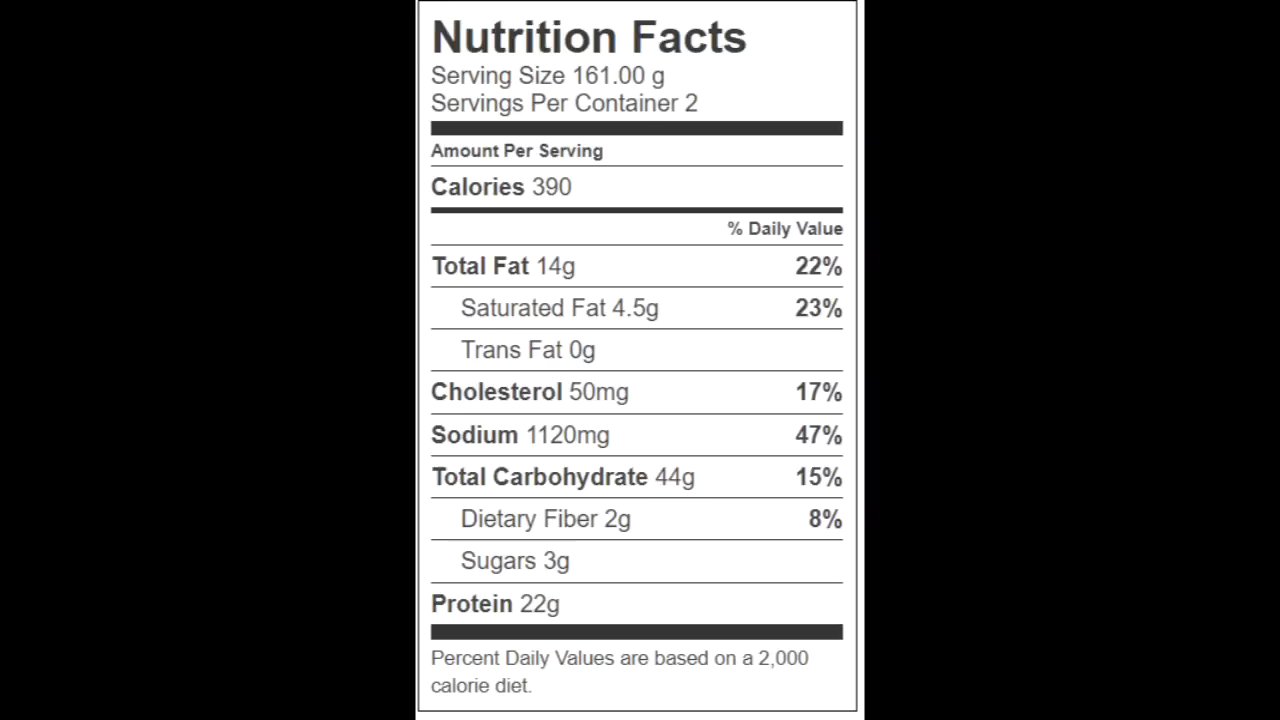 Nutrition Facts
Serving Size 161.00 g
Servings Per Container 2
Amount Per Serving
Calories 390
% Daily Value
Total Fat 14g 22%
Saturated Fat 4.5g 23%
Trans Fat 0g
Cholesterol 50mg 17%
Sodium 1120mg 47%
Total Carbohydrate 44g 15%
Dietary Fiber 2g 8%
Sugars 3g
Protein 22g
Percent Daily Values are based on a 2,000
calorie diet.